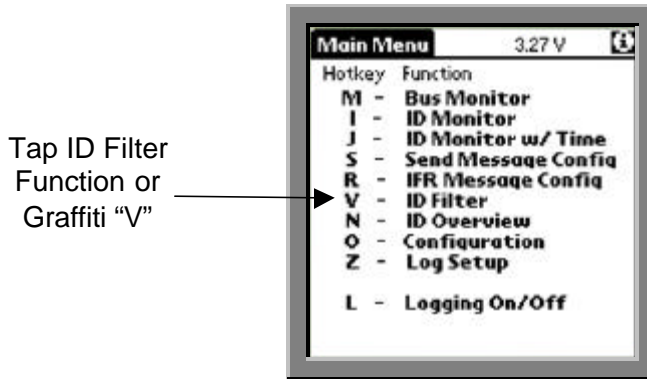 Main Menu 3.27 V i
Hotkey Function
M - Bus Monitor
I - ID Monitor
J - ID Monitor w/ Time
S - Send Message Config
R - IFR Message Config
V - ID Filter
N - ID Overview
O - Configuration
Z - Log Setup
L - Logging On/Off
Tap ID Filter
Function or
Graffiti “V”